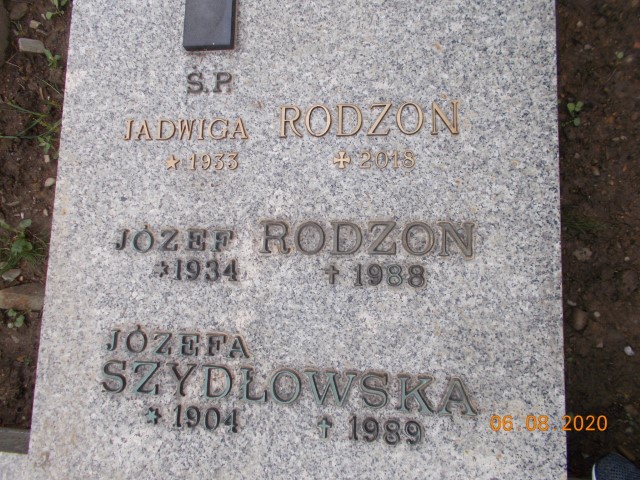 Ś.P.
JADWIGA RODZOŃ
* 1933 ✝ 2018
JÓZEF RODZOŃ
* 1934 † 1988
JÓZEFA
SZYDŁOWSKA
* 1904 † 1989
06.08.2020